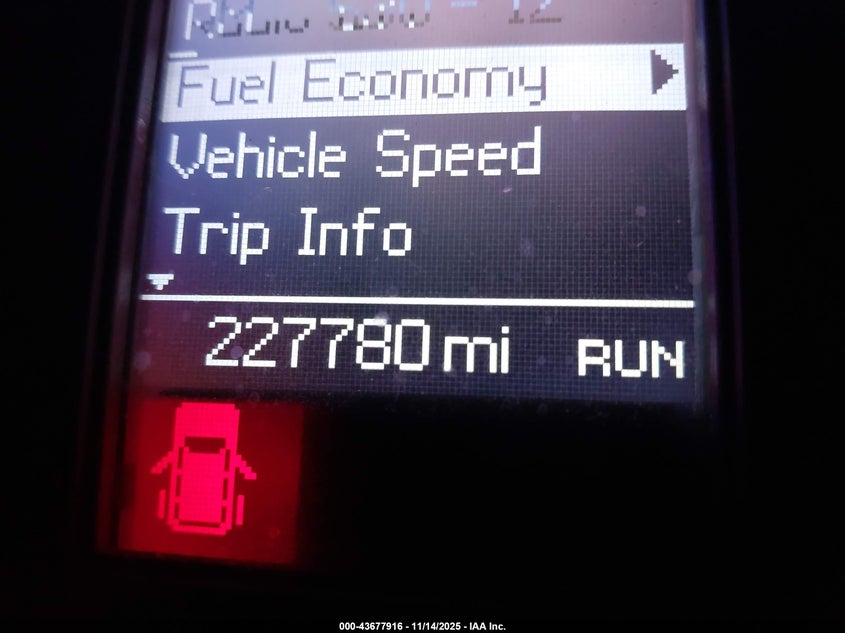 Fuel Economy
Vehicle Speed
Trip Info
227780 mi RUN
000-43677916 - 11/14/2025 - IAA Inc.